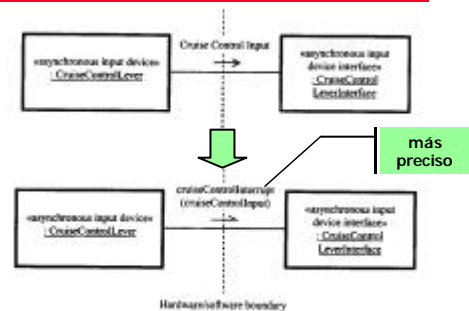 Cruise Control Input
«asynchronous input device»
: CruiseControlLever
«asynchronous input
device interface»
: CruiseControl
LeverInterface
más
preciso
cruiseControlInterrupt
(cruiseControlInput)
«asynchronous input device»
: CruiseControlLever
«asynchronous input
device interface»
: CruiseControl
LeverInterface
Hardware/software boundary